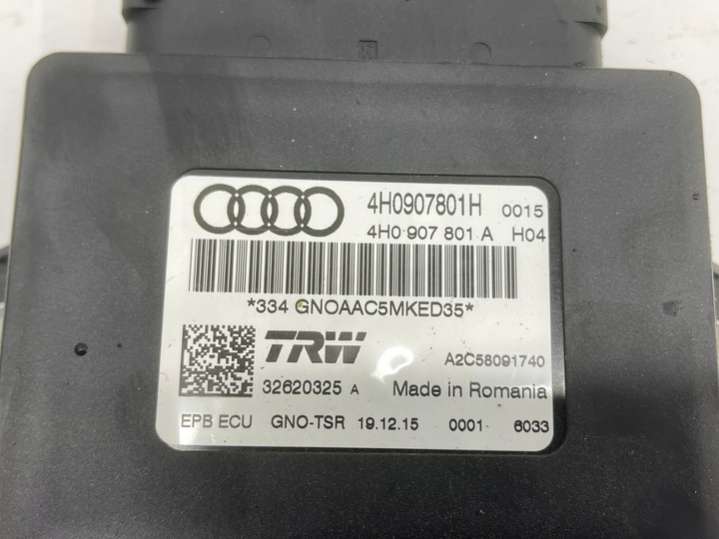 4H0907801H 0015
4H0 907 801 A H04
*334 GNOAAC5MKED35*
TRW A2C58091740
32620325 A Made in Romania
EPB ECU GNO-TSR 19.12.15 0001 6033